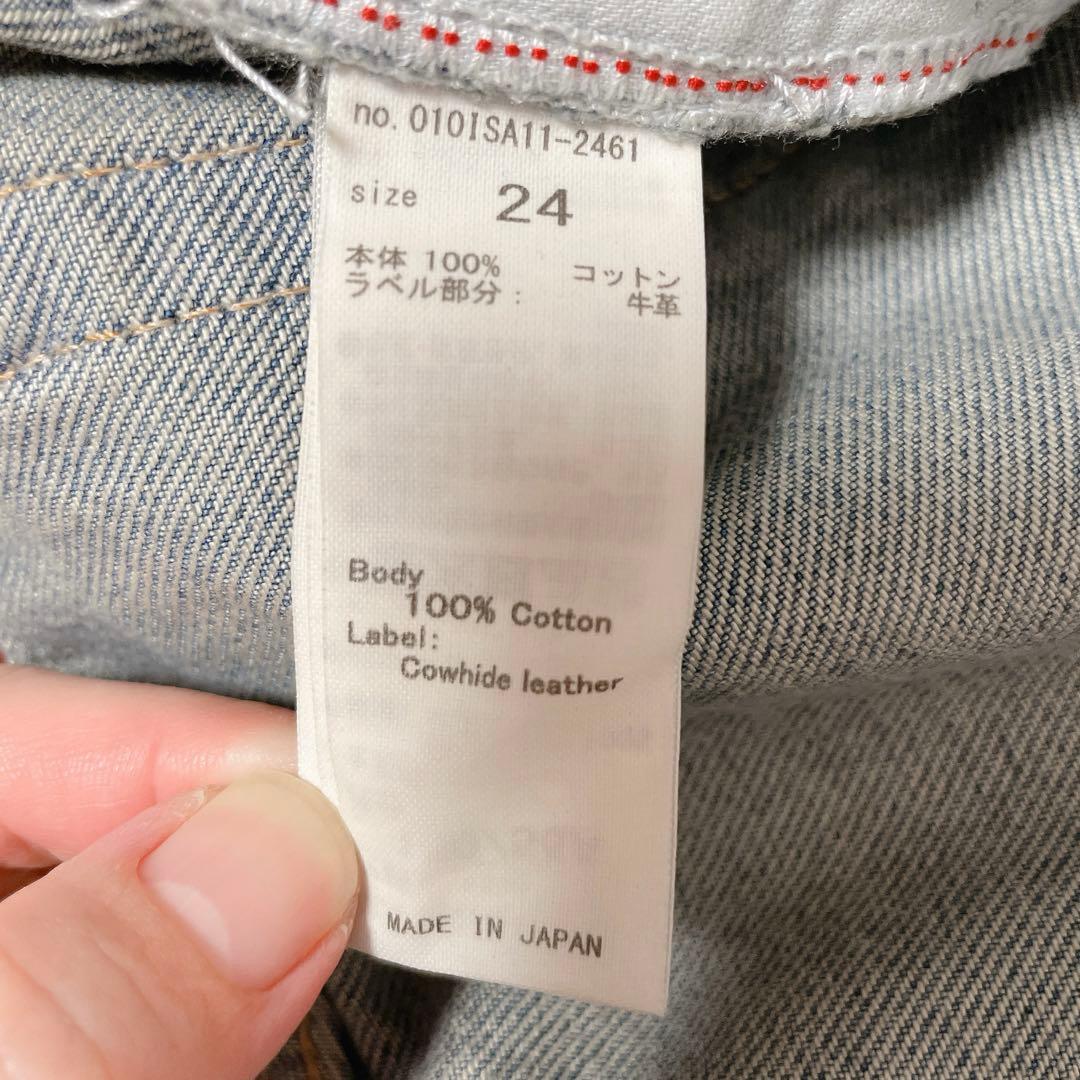 no. 010ISA11-2461
size 24
本体 100% コットン
ラベル部分: 牛革
Body
100% Cotton
Label:
Cowhide leather
MADE IN JAPAN